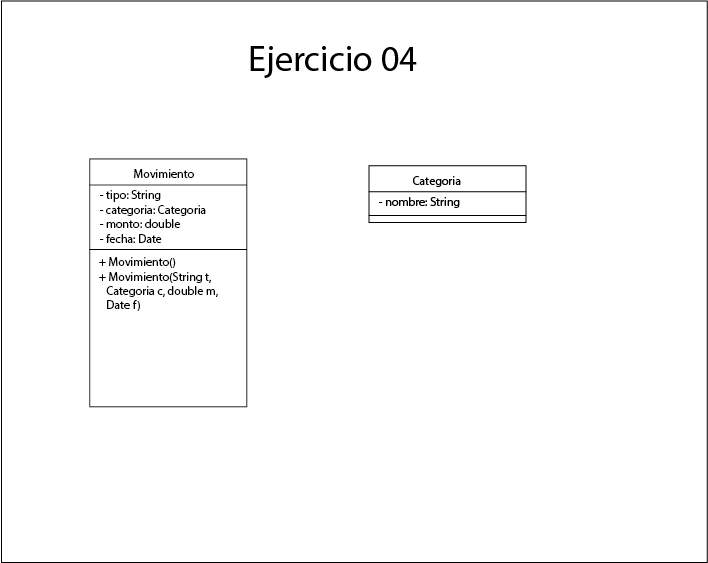 Ejercicio 04
Movimiento
- tipo: String
- categoria: Categoria
- monto: double
- fecha: Date
+ Movimiento()
+ Movimiento(String t,
Categoria c, double m,
Date f)
Categoria
- nombre: String